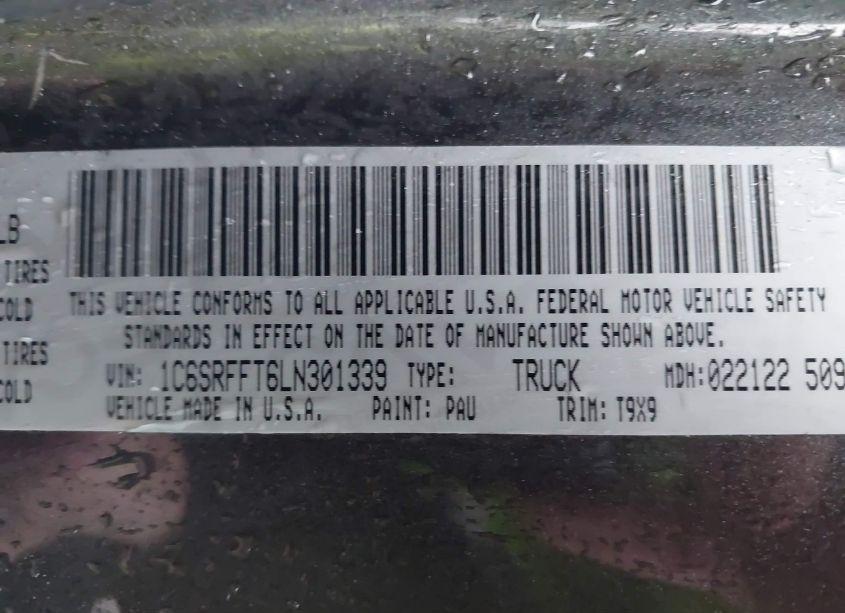 LB
TIRES
COLD
TIRES
COLD
THIS VEHICLE CONFORMS TO ALL APPLICABLE U.S.A. FEDERAL MOTOR VEHICLE SAFETY
STANDARDS IN EFFECT ON THE DATE OF MANUFACTURE SHOWN ABOVE.
VIN: 1C6SRFFT6LN301339 TYPE: TRUCK MDH: 022122 509
VEHICLE MADE IN U.S.A. PAINT: PAU TRIM: T9X9